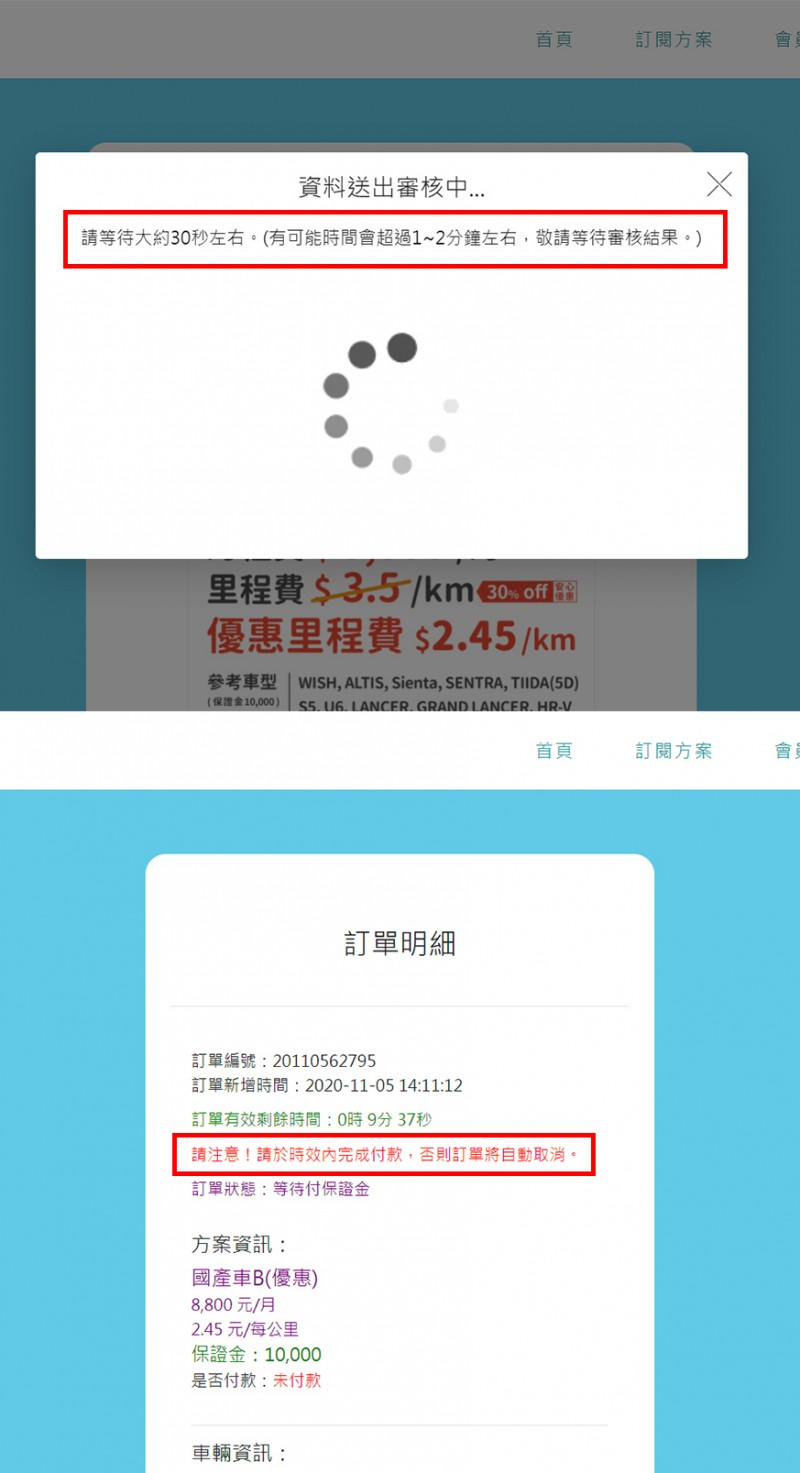 首頁 訂閱方案 會員
資料送出審核中...
請等待大約30秒左右。(有可能時間會超過1~2分鐘左右，敬請等待審核結果。)
里程費 $3.5/km 30% off 安心優惠
優惠里程費 $2.45/km
參考車型 WISH, ALTIS, Sienta, SENTRA, TIIDA(5D)
(保證金10,000) S5, U6, LANCER, GRAND LANCER, HR-V
首頁 訂閱方案 會員
訂單明細
訂單編號：20110562795
訂單新增時間：2020-11-05 14:11:12
訂單有效剩餘時間：0時 9分 37秒
請注意！請於時效內完成付款，否則訂單將自動取消。
訂單狀態：等待付保證金
方案資訊：
國產車B(優惠)
8,800 元/月
2.45 元/每公里
保證金：10,000
是否付款：未付款
車輛資訊：